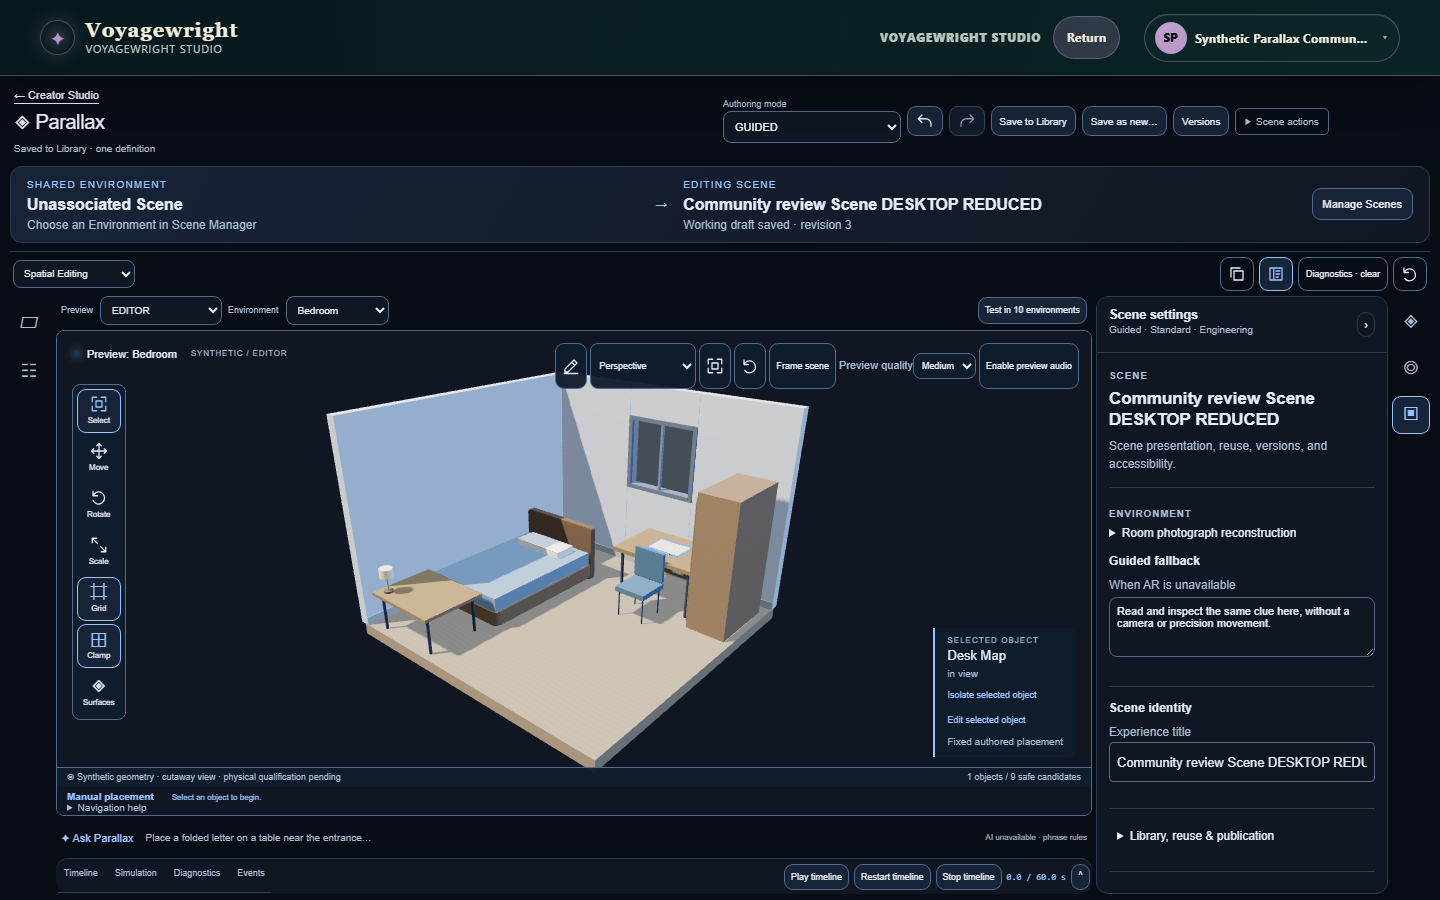 Voyagewright
VOYAGEWRIGHT STUDIO
VOYAGEWRIGHT STUDIO
Return
SP
Synthetic Parallax Commun...
← Creator Studio
Parallax
Saved to Library · one definition
Authoring mode
GUIDED
Save to Library
Save as new...
Versions
Scene actions
SHARED ENVIRONMENT
Unassociated Scene
Choose an Environment in Scene Manager
→
EDITING SCENE
Community review Scene DESKTOP REDUCED
Working draft saved · revision 3
Manage Scenes
Spatial Editing
Diagnostics · clear
Preview
EDITOR
Environment
Bedroom
Test in 10 environments
Preview: Bedroom
SYNTHETIC / EDITOR
Perspective
Frame scene
Preview quality
Medium
Enable preview audio
Select
Move
Rotate
Scale
Grid
Clamp
Surfaces
SELECTED OBJECT
Desk Map
in view
Isolate selected object
Edit selected object
Fixed authored placement
Synthetic geometry · cutaway view · physical qualification pending
1 objects / 9 safe candidates
Manual placement
Select an object to begin.
Navigation help
Ask Parallax
Place a folded letter on a table near the entrance...
AI unavailable · phrase rules
Timeline
Simulation
Diagnostics
Events
Play timeline
Restart timeline
Stop timeline
0.0 / 60.0 s
Scene settings
Guided · Standard · Engineering
SCENE
Community review Scene
DESKTOP REDUCED
Scene presentation, reuse, versions, and
accessibility.
ENVIRONMENT
Room photograph reconstruction
Guided fallback
When AR is unavailable
Read and inspect the same clue here, without a
camera or precision movement.
Scene identity
Experience title
Community review Scene DESKTOP REDU
Library, reuse & publication